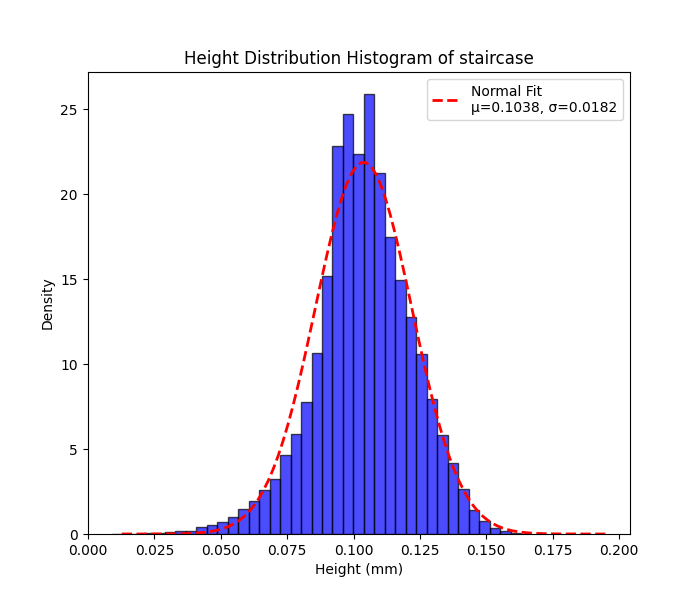 Height Distribution Histogram of staircase
Normal Fit
μ=0.1038, σ=0.0182
25
20
15
10
5
0
Density
0.000 0.025 0.050 0.075 0.100 0.125 0.150 0.175 0.200
Height (mm)